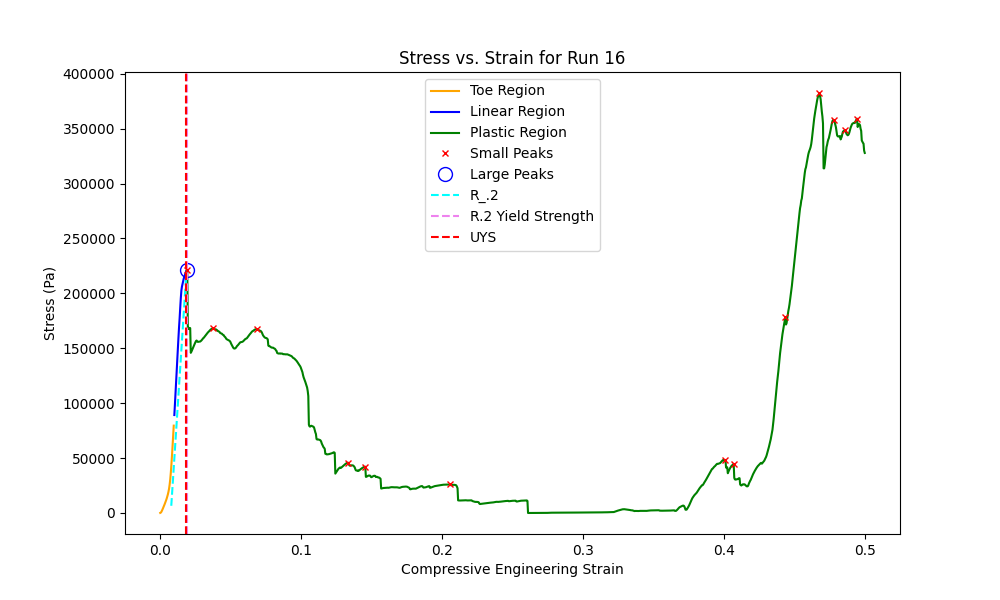 Stress vs. Strain for Run 16
400000
350000
300000
250000
200000
150000
100000
50000
0
Stress (Pa)
Toe Region
Linear Region
Plastic Region
Small Peaks
Large Peaks
R_.2
R.2 Yield Strength
UYS
0.0
0.1
0.2
0.3
0.4
0.5
Compressive Engineering Strain